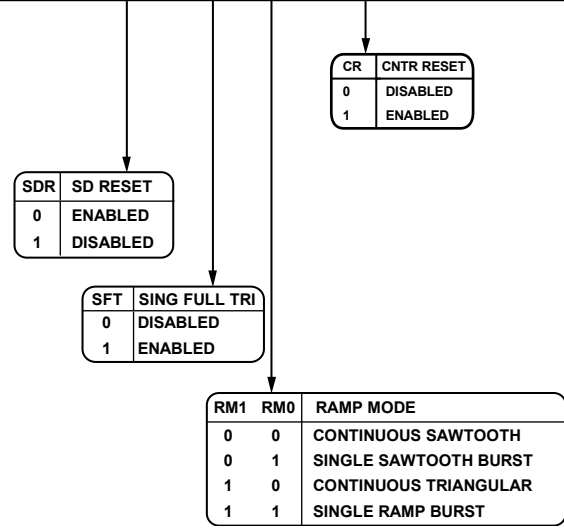 CR CNTR RESET
0 DISABLED
1 ENABLED
SDR SD RESET
0 ENABLED
1 DISABLED
SFT SING FULL TRI
0 DISABLED
1 ENABLED
RM1 RM0 RAMP MODE
0 0 CONTINUOUS SAWTOOTH
0 1 SINGLE SAWTOOTH BURST
1 0 CONTINUOUS TRIANGULAR
1 1 SINGLE RAMP BURST